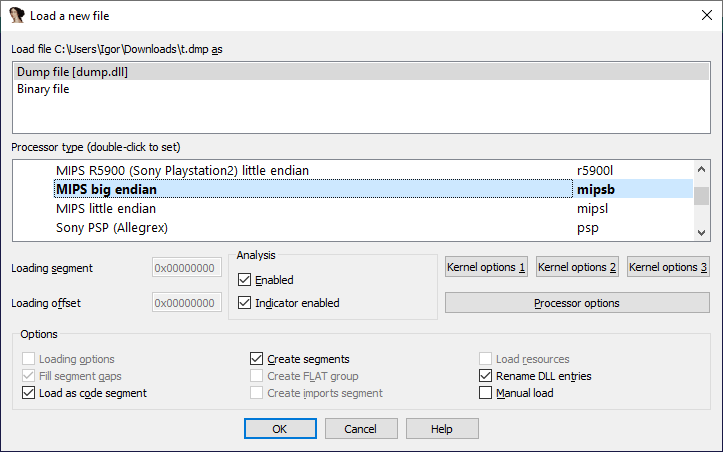 Load a new file
Load file C:\Users\Igor\Downloads\t.dmp as
Dump file [dump.dll]
Binary file
Processor type (double-click to set)
MIPS R5900 (Sony Playstation2) little endian r5900l
MIPS big endian mipsb
MIPS little endian mipsl
Sony PSP (Allegrex) psp
Loading segment 0x00000000
Loading offset 0x00000000
Analysis
Enabled
Indicator enabled
Kernel options 1 Kernel options 2 Kernel options 3
Processor options
Options
Loading options Create segments Load resources
Fill segment gaps Create FLAT group Rename DLL entries
Load as code segment Create imports segment Manual load
OK Cancel Help